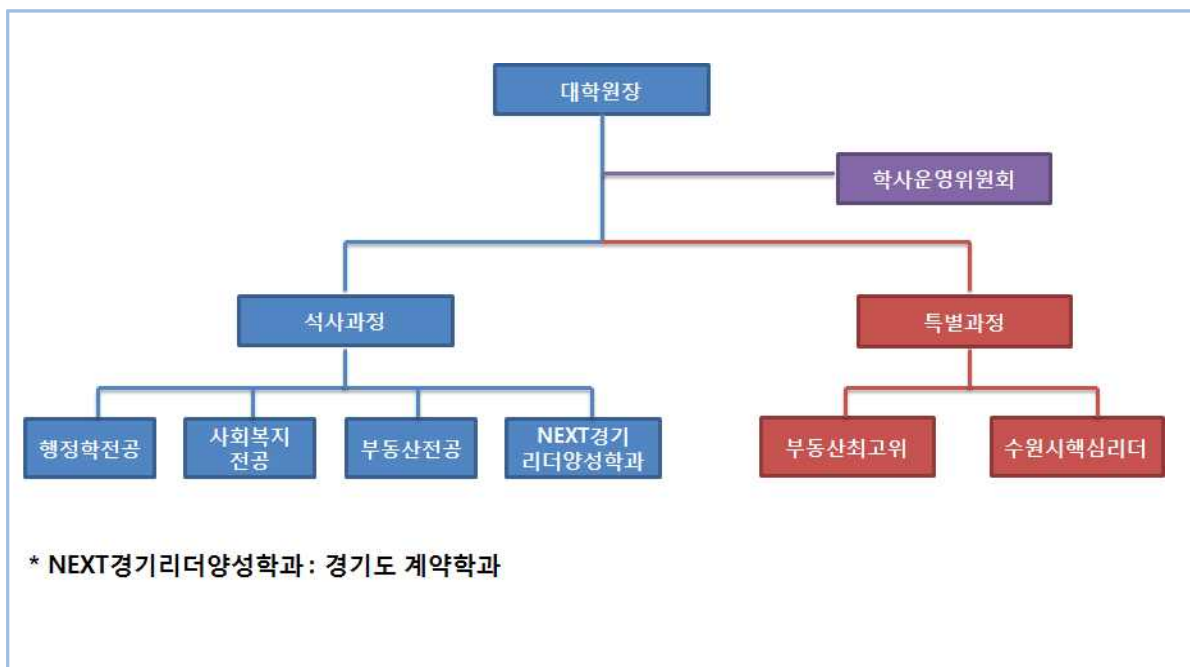 대학원장
학사운영위원회
석사과정
특별과정
행정학전공
사회복지
전공
부동산전공
NEXT경기
리더양성학과
부동산최고위
수원시핵심리더
* NEXT경기리더양성학과 : 경기도 계약학과